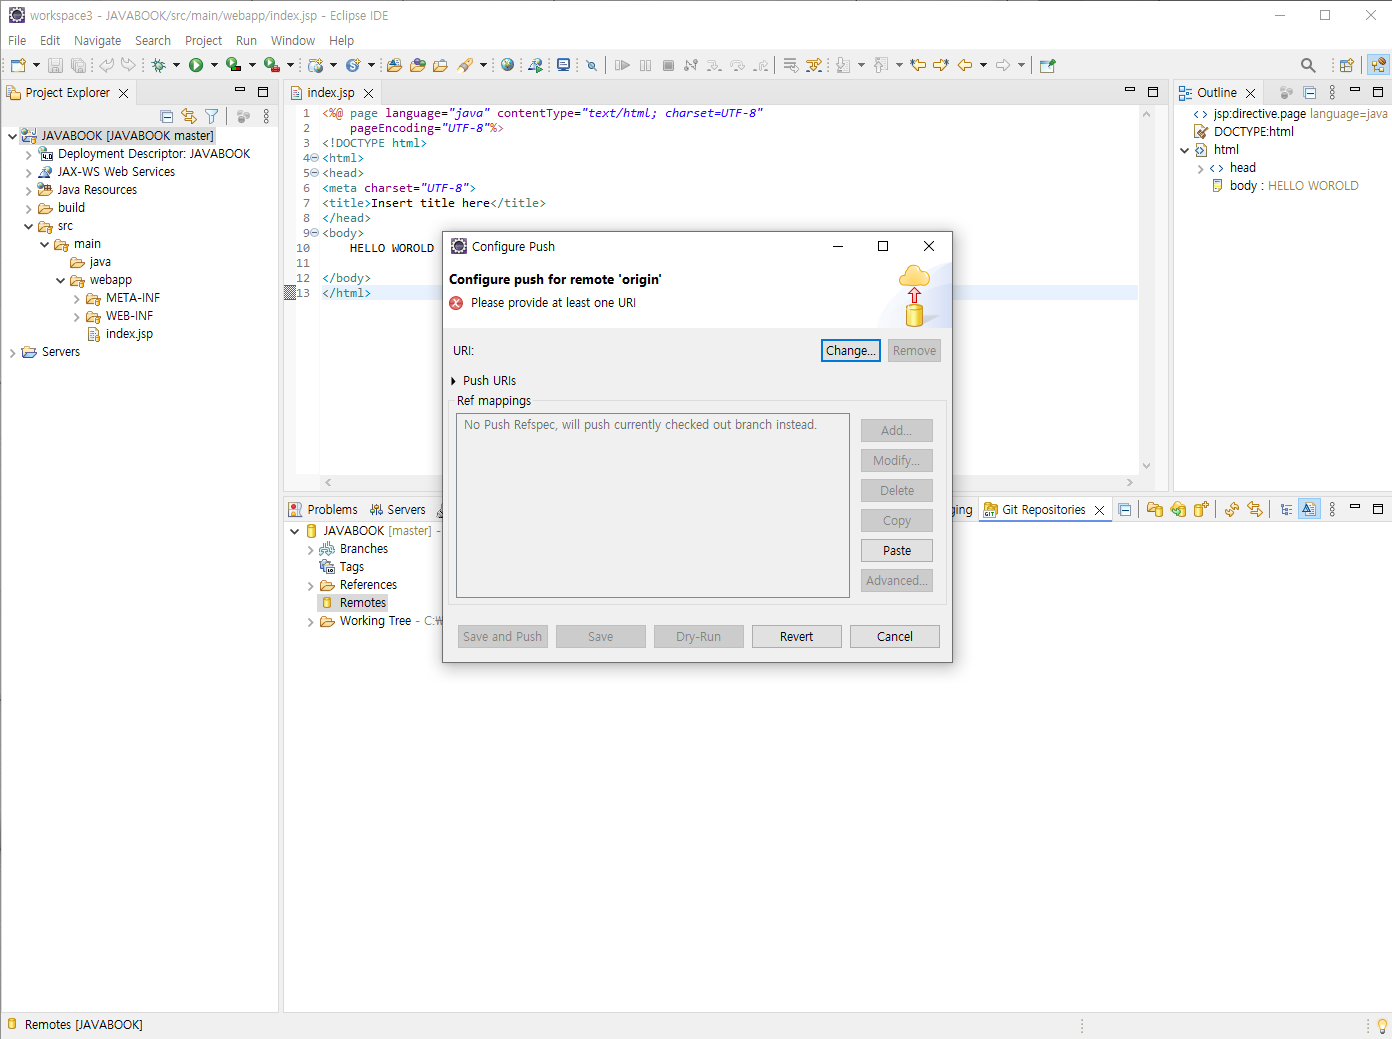 workspace3 - JAVABOOK/src/main/webapp/index.jsp - Eclipse IDE
File Edit Navigate Search Project Run Window Help
Project Explorer
JAVABOOK [JAVABOOK master]
Deployment Descriptor: JAVABOOK
JAX-WS Web Services
Java Resources
build
src
main
java
webapp
META-INF
WEB-INF
index.jsp
Servers
index.jsp
1 <%@ page language="java" contentType="text/html; charset=UTF-8"
2 pageEncoding="UTF-8"%>
3 <!DOCTYPE html>
4 <html>
5 <head>
6 <meta charset="UTF-8">
7 <title>Insert title here</title>
8 </head>
9 <body>
10 HELLO WOROLD
11
12 </body>
13 </html>
Outline
jsp:directive.page language=java
DOCTYPE:html
html
head
body : HELLO WOROLD
Configure Push
Configure push for remote 'origin'
Please provide at least one URI
URI:
Change... Remove
Push URIs
Ref mappings
No Push Refspec, will push currently checked out branch instead.
Add...
Modify...
Delete
Copy
Paste
Advanced...
Save and Push Save Dry-Run Revert Cancel
Problems Servers
ging Git Repositories
JAVABOOK [master] -
Branches
Tags
References
Remotes
Working Tree - C:₩
Remotes [JAVABOOK]